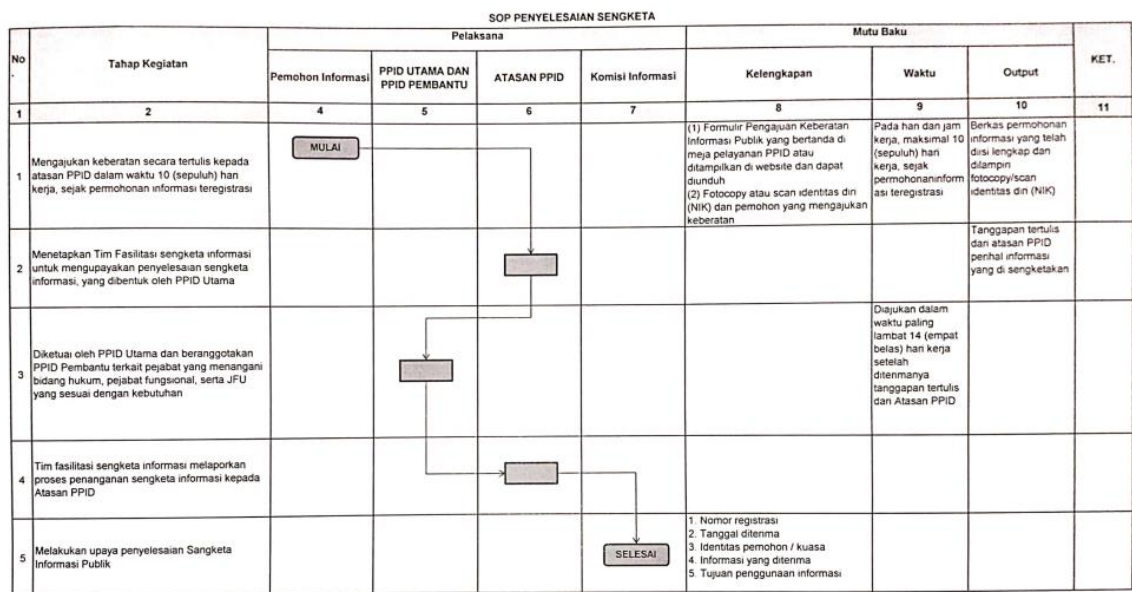 SOP PENYELESAIAN SENGKETA
No
.
Tahap Kegiatan
Pelaksana
Mutu Baku
KET.
Pemohon Informasi
PPID UTAMA DAN
PPID PEMBANTU
ATASAN PPID
Komisi Informasi
Kelengkapan
Waktu
Output
1
2
4
5
6
7
8
9
10
11
1
Mengajukan keberatan secara tertulis kepada
atasan PPID dalam waktu 10 (sepuluh) hari
kerja, sejak permohonan informasi teregistrasi
MULAI
(1) Formulir Pengajuan Keberatan
Informasi Publik yang bertanda di
meja pelayanan PPID atau
ditampilkan di website dan dapat
diunduh
(2) Fotocopy atau scan identitas diri
(NIK) dari pemohon yang mengajukan
keberatan
Pada hari dan jam
kerja, maksimal 10
(sepuluh) hari
kerja, sejak
permohonaninform
asi teregistrasi
Berkas permohonan
informasi yang telah
diisi lengkap dan
dilampiri
fotocopy/scan
identitas diri (NIK)
2
Menetapkan Tim Fasilitasi sengketa informasi
untuk mengupayakan penyelesaian sengketa
informasi, yang dibentuk oleh PPID Utama
Tanggapan tertulis
dari atasan PPID
perihal informasi
yang di sengketakan
3
Diketuai oleh PPID Utama dan beranggotakan
PPID Pembantu terkait pejabat yang menangani
bidang hukum, pejabat fungsional, serta JFU
yang sesuai dengan kebutuhan
Diajukan dalam
waktu paling
lambat 14 (empat
belas) hari kerja
setelah
diterimanya
tanggapan tertulis
dari Atasan PPID
4
Tim fasilitasi sengketa informasi melaporkan
proses penanganan sengketa informasi kepada
Atasan PPID
5
Melakukan upaya penyelesaian Sangketa
Informasi Publik
SELESAI
1. Nomor registrasi
2. Tanggal diterima
3. Identitas pemohon / kuasa
4. Informasi yang diterima
5. Tujuan penggunaan informasi